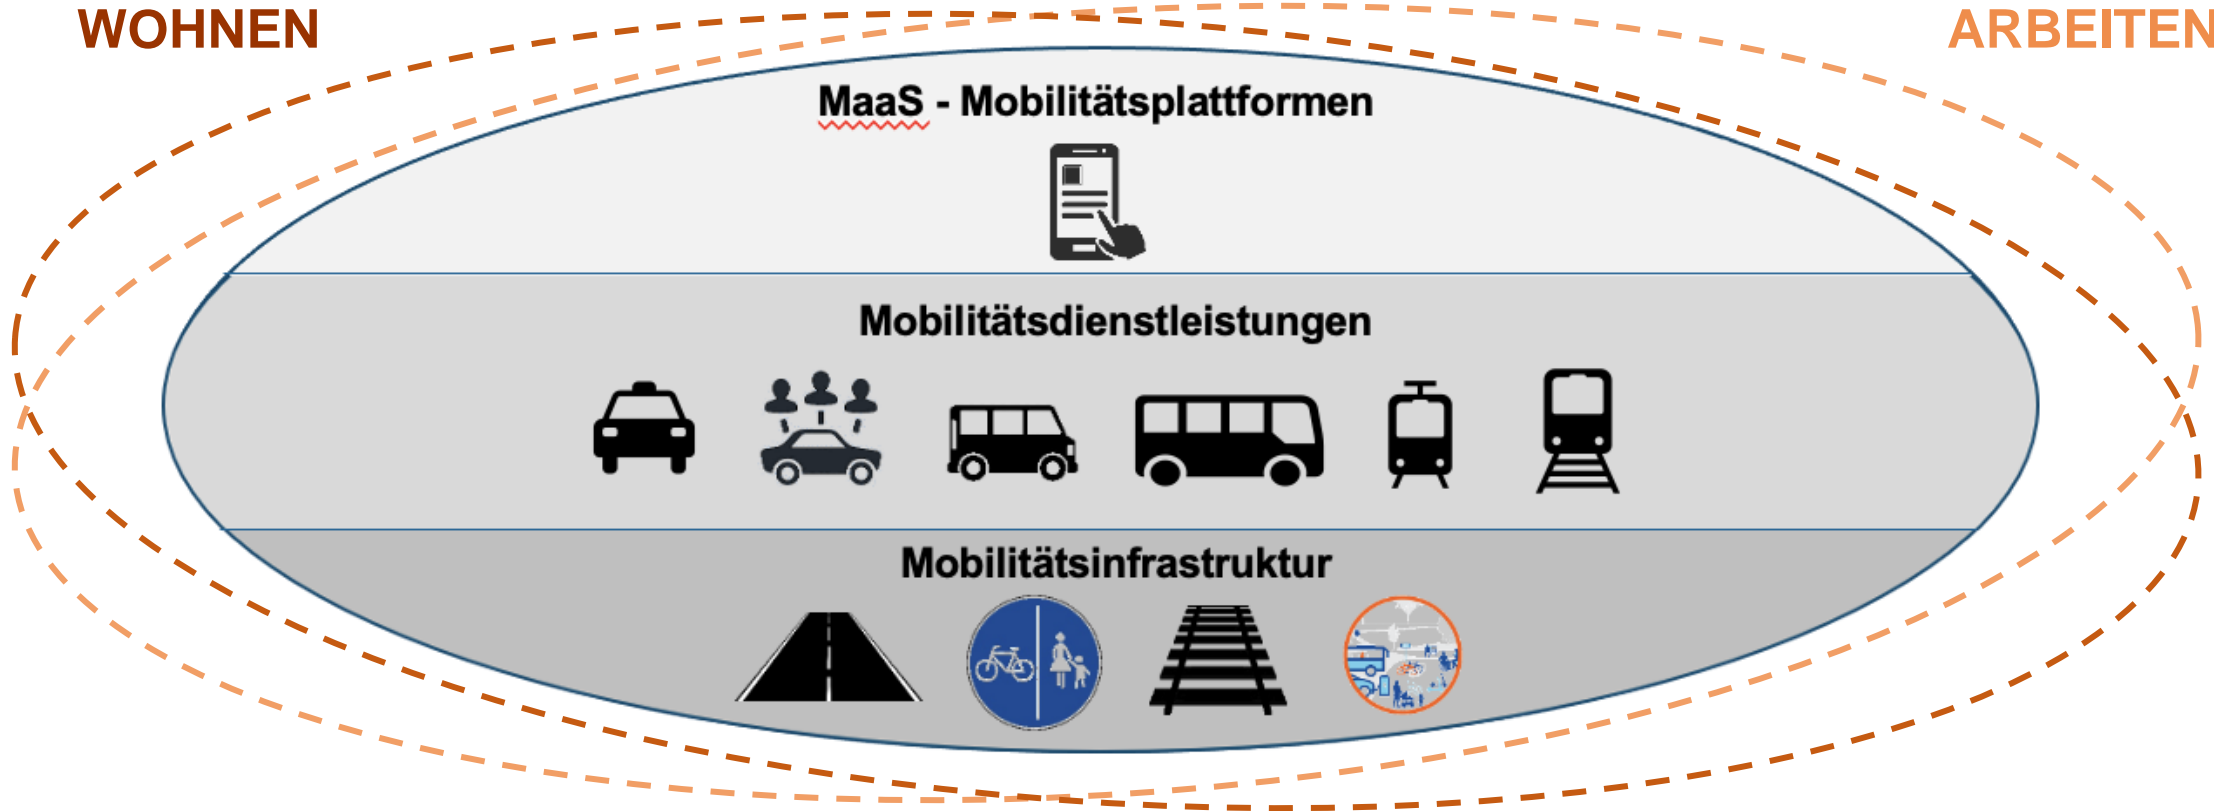 WOHNEN
ARBEITEN
MaaS - Mobilitätsplattformen
Mobilitätsdienstleistungen
Mobilitätsinfrastruktur